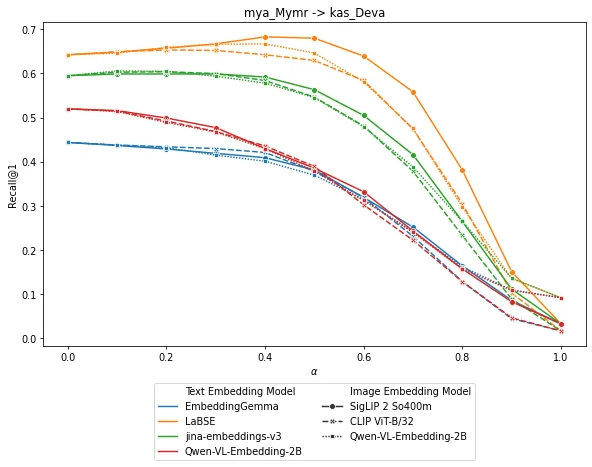 mya_Mymr -> kas_Deva
Recall@1
0.7
0.6
0.5
0.4
0.3
0.2
0.1
0.0
0.0 0.2 0.4 0.6 0.8 1.0
α
Text Embedding Model
EmbeddingGemma
LaBSE
jina-embeddings-v3
Qwen-VL-Embedding-2B
Image Embedding Model
SigLIP 2 So400m
CLIP ViT-B/32
Qwen-VL-Embedding-2B